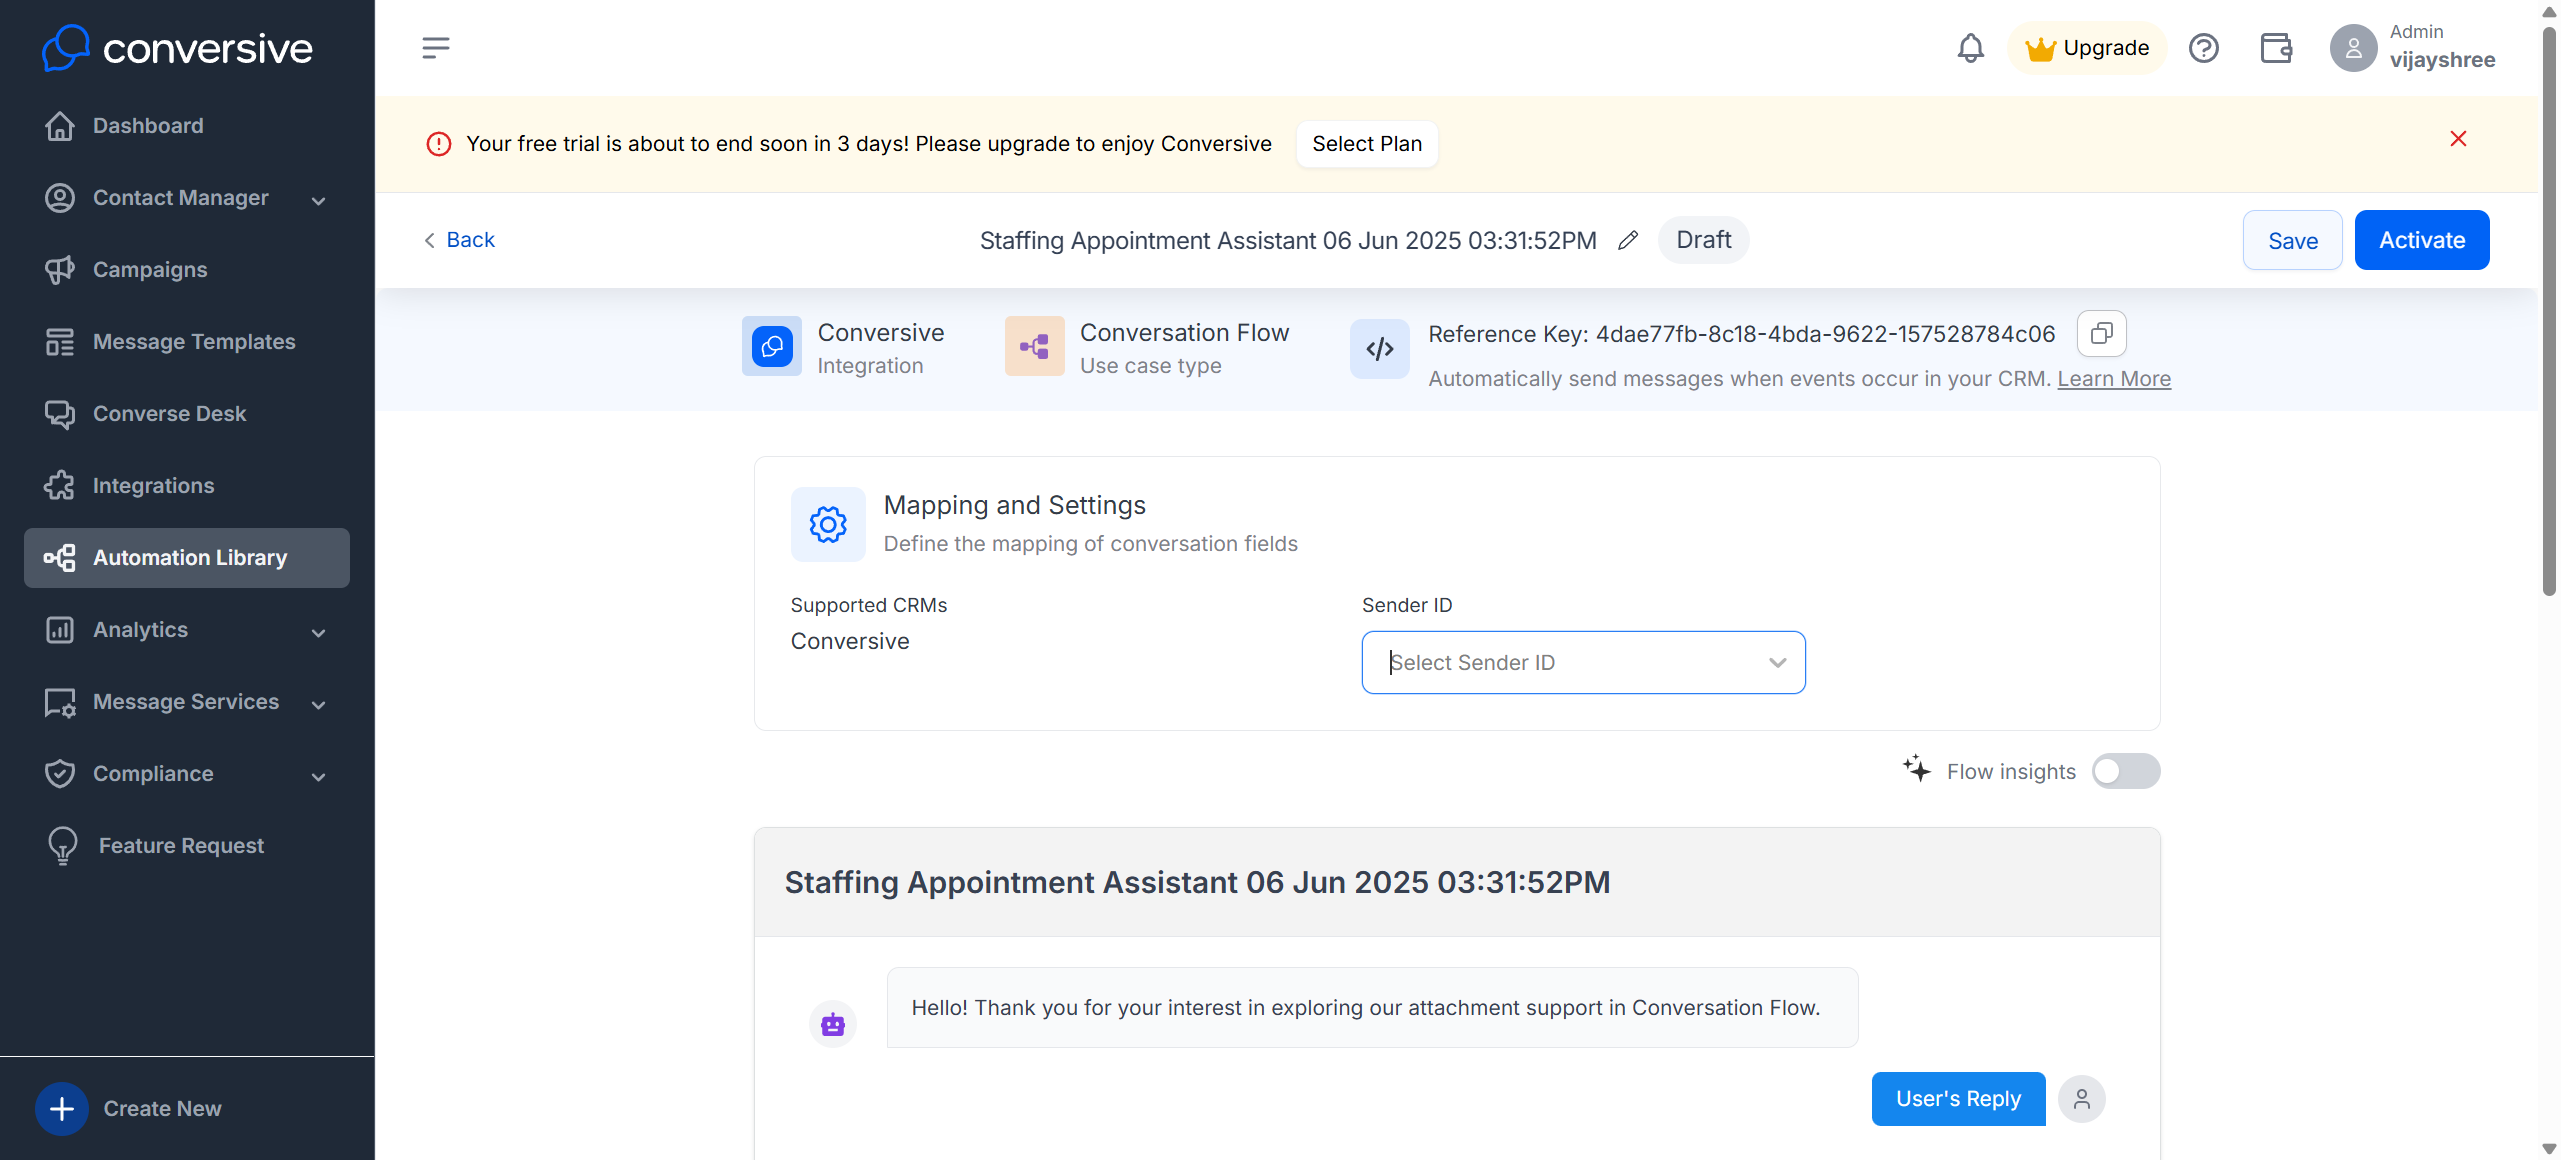 conversive
Dashboard
Contact Manager
Campaigns
Message Templates
Converse Desk
Integrations
Automation Library
Analytics
Message Services
Compliance
Feature Request
Create New
Upgrade
Admin
vijayshree
Your free trial is about to end soon in 3 days! Please upgrade to enjoy Conversive
Select Plan
Back
Staffing Appointment Assistant 06 Jun 2025 03:31:52PM
Draft
Save
Activate
Conversive
Integration
Conversation Flow
Use case type
Reference Key: 4dae77fb-8c18-4bda-9622-157528784c06
Automatically send messages when events occur in your CRM. Learn More
Mapping and Settings
Define the mapping of conversation fields
Supported CRMs
Conversive
Sender ID
Select Sender ID
Flow insights
Staffing Appointment Assistant 06 Jun 2025 03:31:52PM
Hello! Thank you for your interest in exploring our attachment support in Conversation Flow.
User's Reply